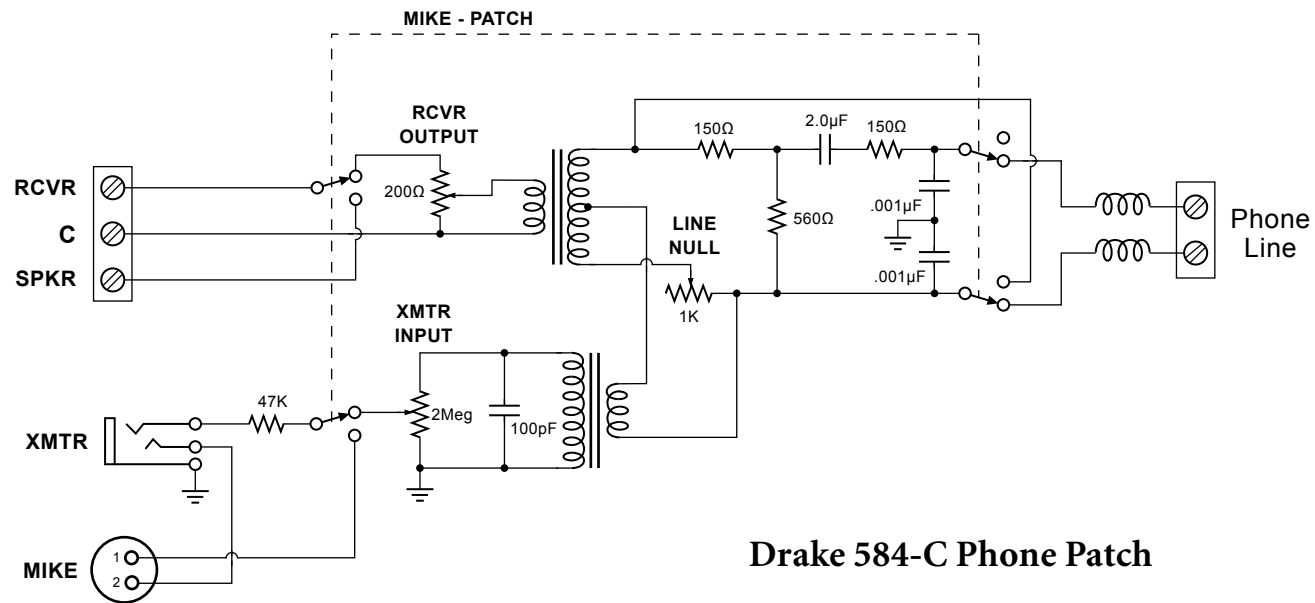 MIKE - PATCH
RCVR
OUTPUT
150Ω
2.0µF
150Ω
RCVR
200Ω
C
LINE
NULL
560Ω
.001µF
.001µF
Phone
Line
SPKR
1K
XMTR
INPUT
47K
2Meg
100pF
XMTR
MIKE
1
2
Drake 584-C Phone Patch